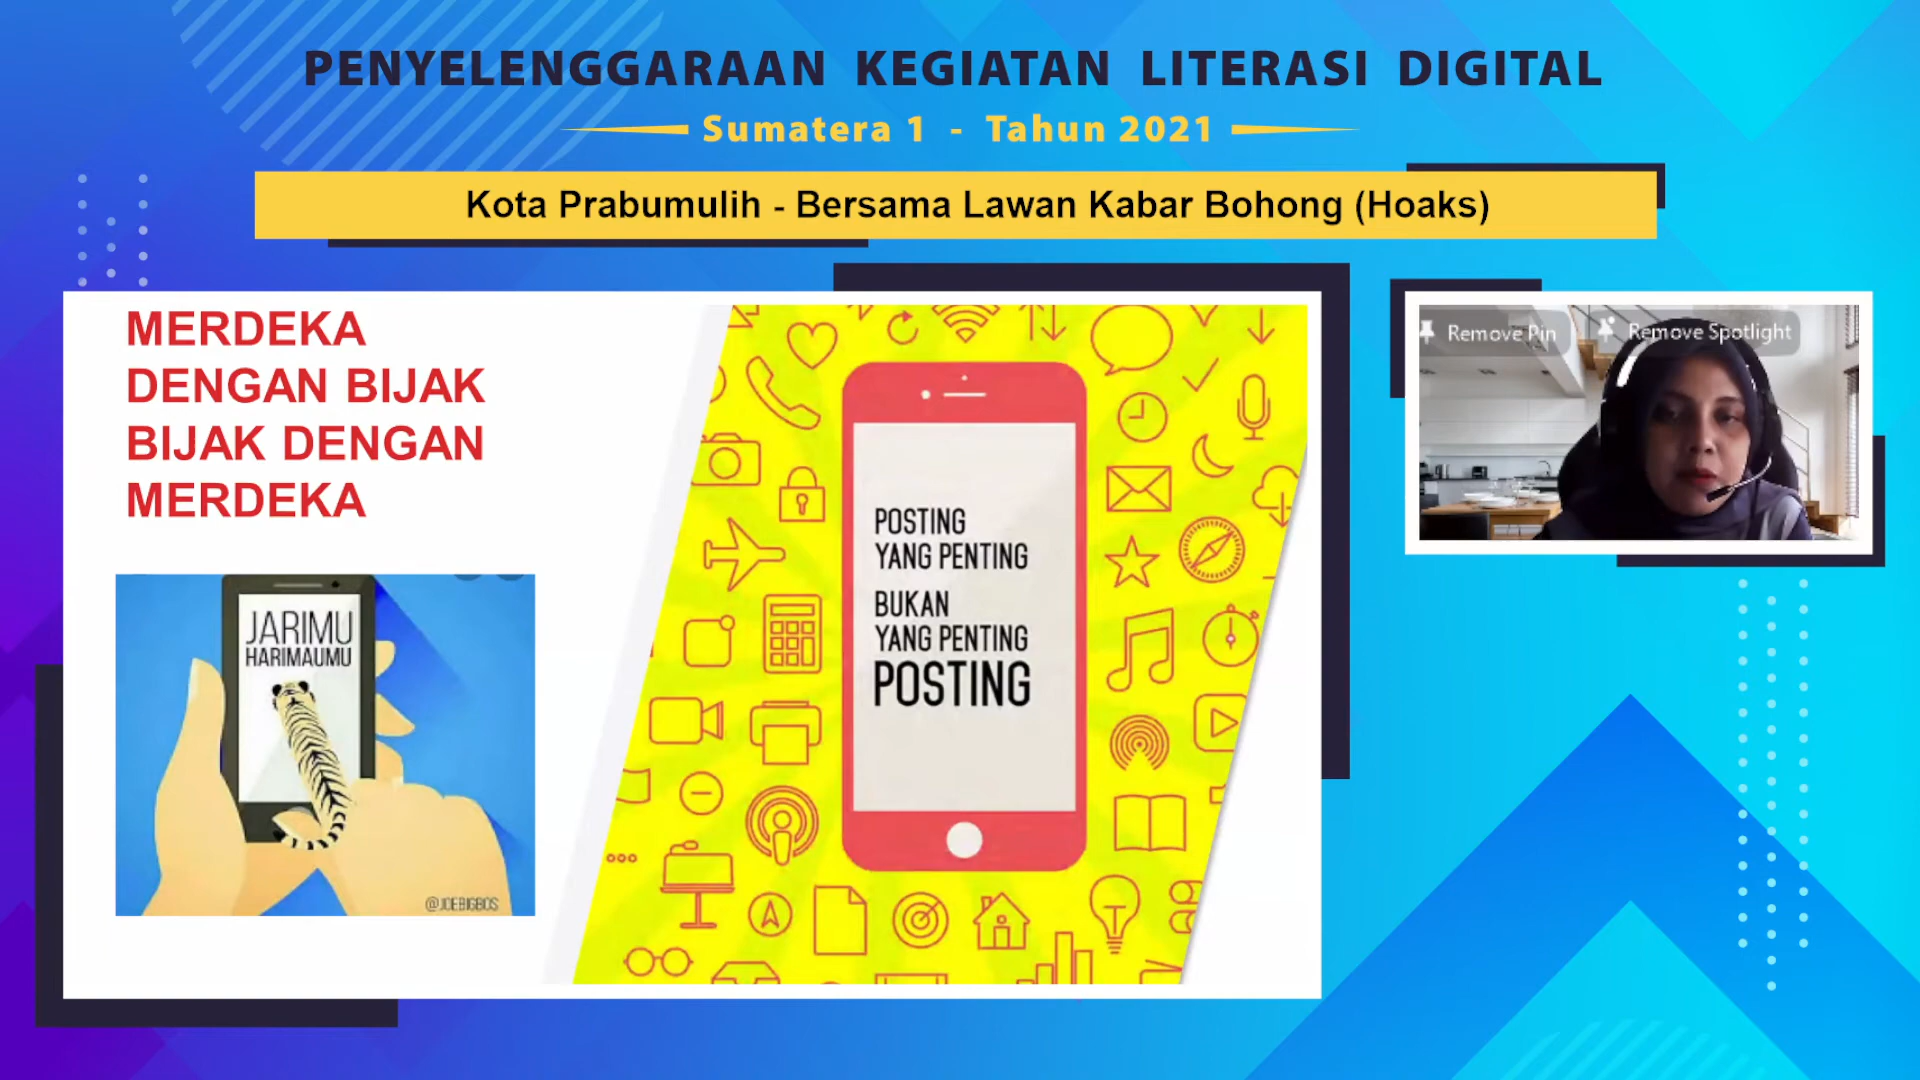 PENYELENGGARAAN KEGIATAN LITERASI DIGITAL
Sumatera 1 - Tahun 2021
Kota Prabumulih - Bersama Lawan Kabar Bohong (Hoaks)
MERDEKA
DENGAN BIJAK
BIJAK DENGAN
MERDEKA
JARIMU
HARIMAUMU
@JOEBIGBOS
POSTING
YANG PENTING
BUKAN
YANG PENTING
POSTING
Remove Pin
Remove Spotlight